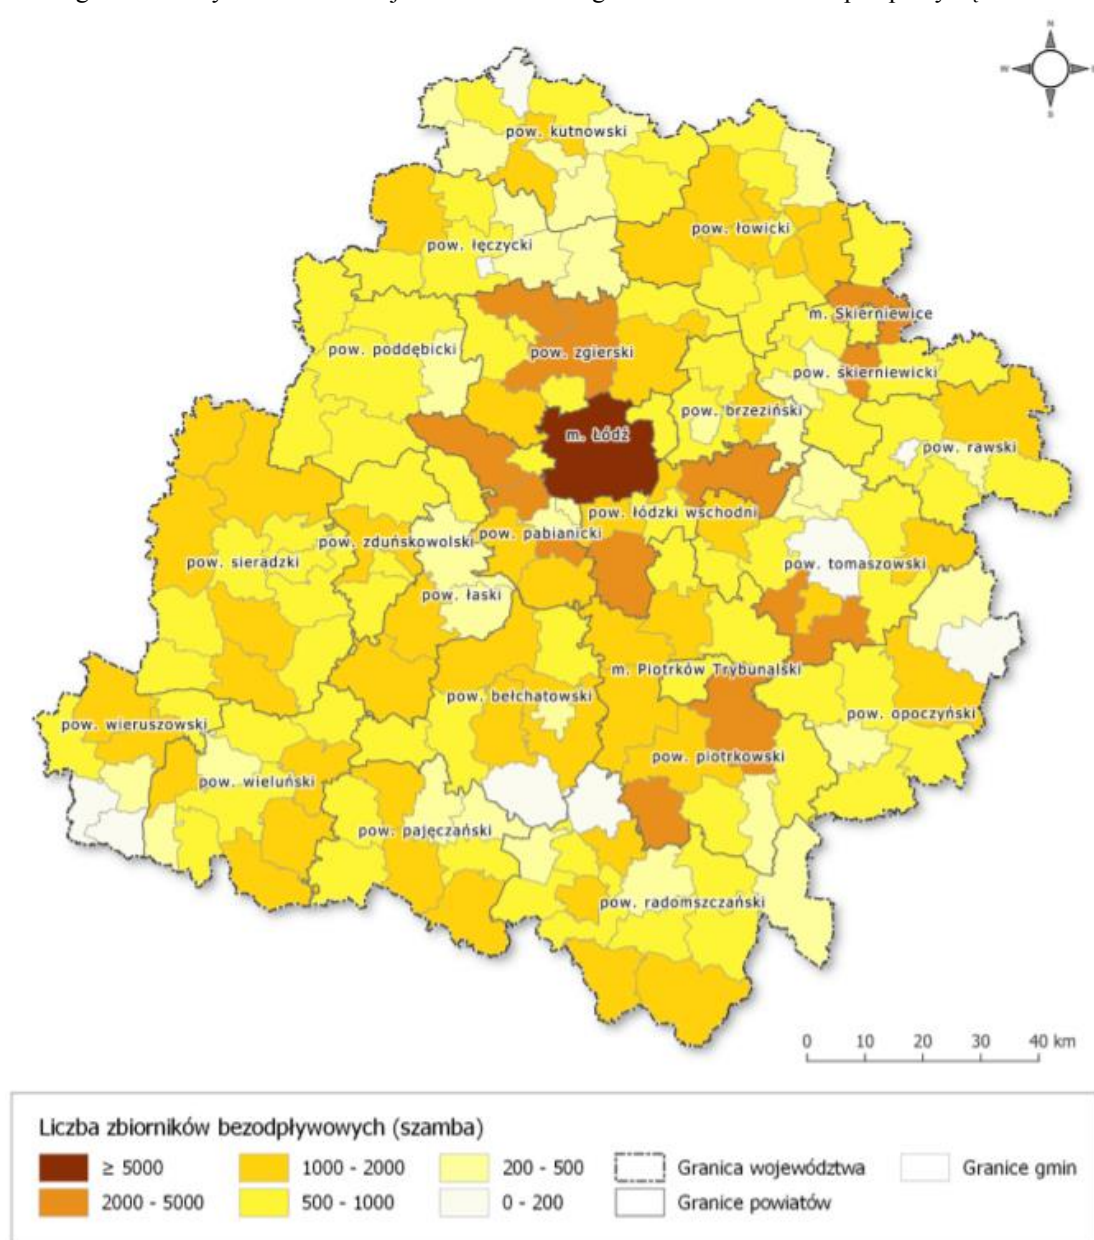 N
W
S
pow. kutnowski
pow. łowicki
pow. łęczycki
m. Skierniewice
pow. poddębicki
pow. zgierski
pow. skierniewicki
pow. brzeziński
m. Łódź
pow. rawski
pow. łódzki wschodni
pow. pabianicki
pow. zduńskowolski
pow. sieradzki
pow. tomaszowski
pow. łaski
m. Piotrków Trybunalski
pow. bełchatowski
pow. opoczyński
pow. wieruszowski
pow. piotrkowski
pow. wieluński
pow. pajęczański
pow. radomszczański
0 10 20 30 40 km
Liczba zbiorników bezodpływowych (szamba)
≥ 5000 1000 - 2000 200 - 500 Granica województwa Granice gmin
2000 - 5000 500 - 1000 0 - 200 Granice powiatów